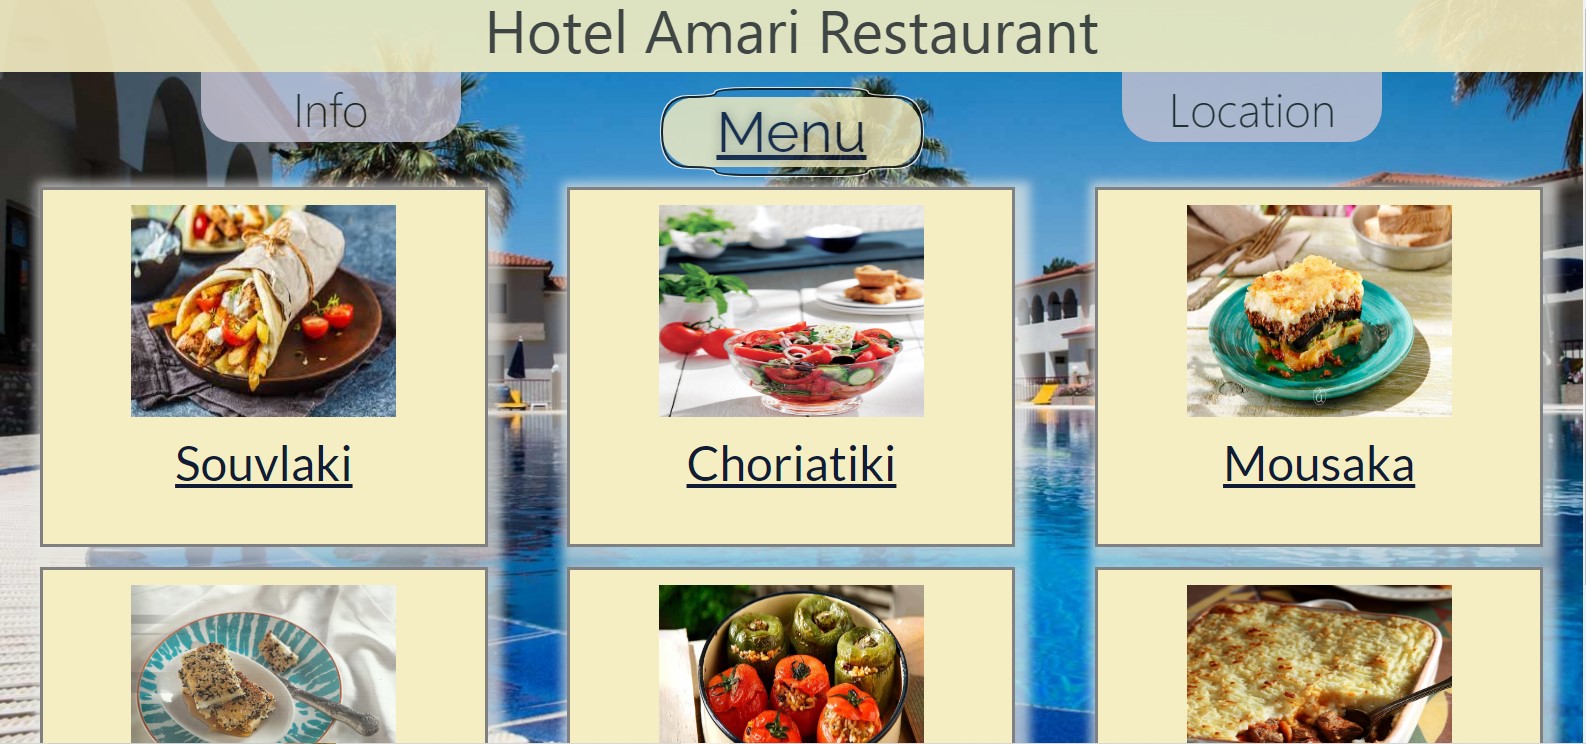 Hotel Amari Restaurant
Info
Menu
Location
Souvlaki
Choriatiki
Mousaka
@